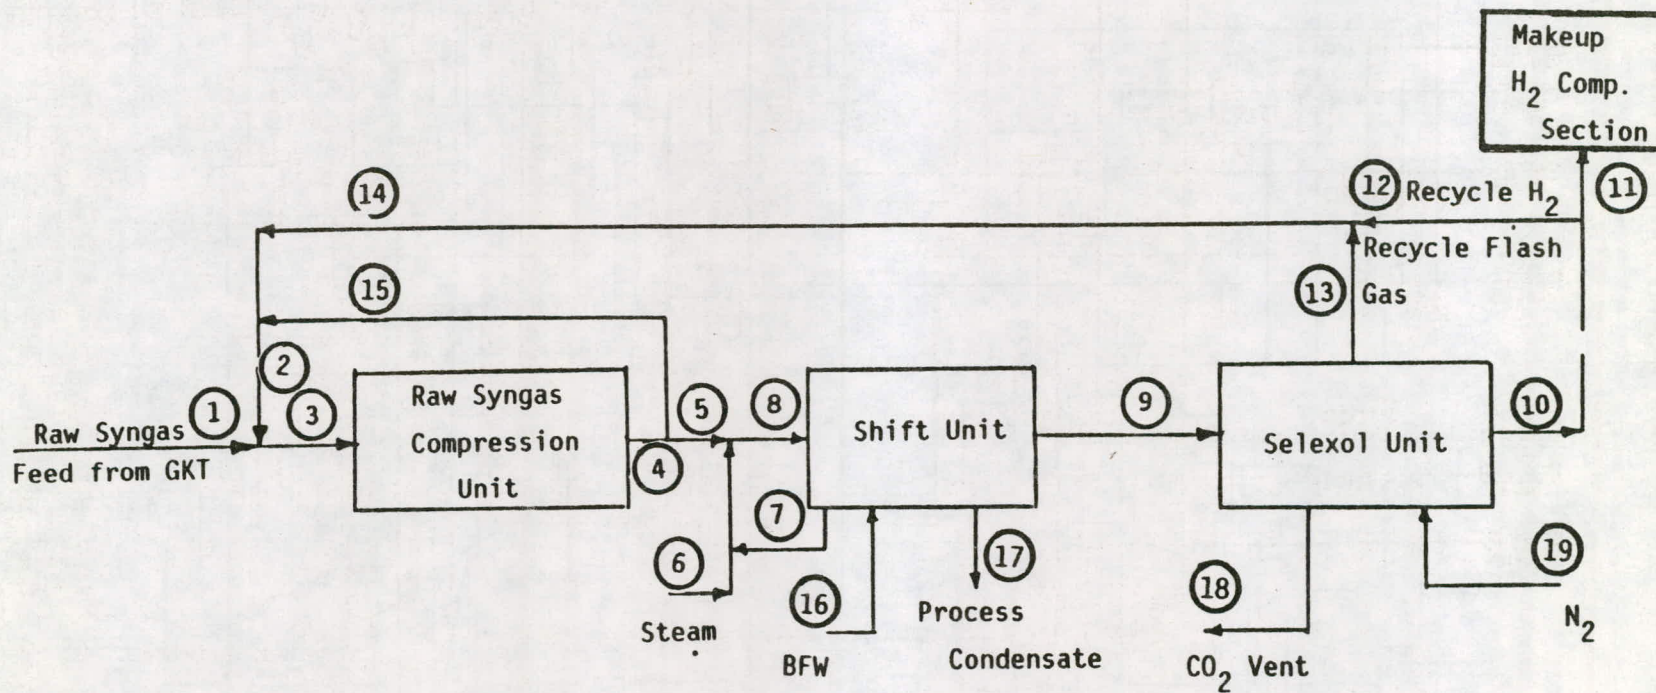 Makeup
H2 Comp.
Section
14
12 Recycle H2
11
Recycle Flash
15
13 Gas
2
1
3
Raw Syngas
Feed from GKT
Raw Syngas
Compression
Unit
4
5
8
Shift Unit
9
Selexol Unit
10
7
6
Steam
16
BFW
17
Process
Condensate
18
CO2 Vent
19
N2